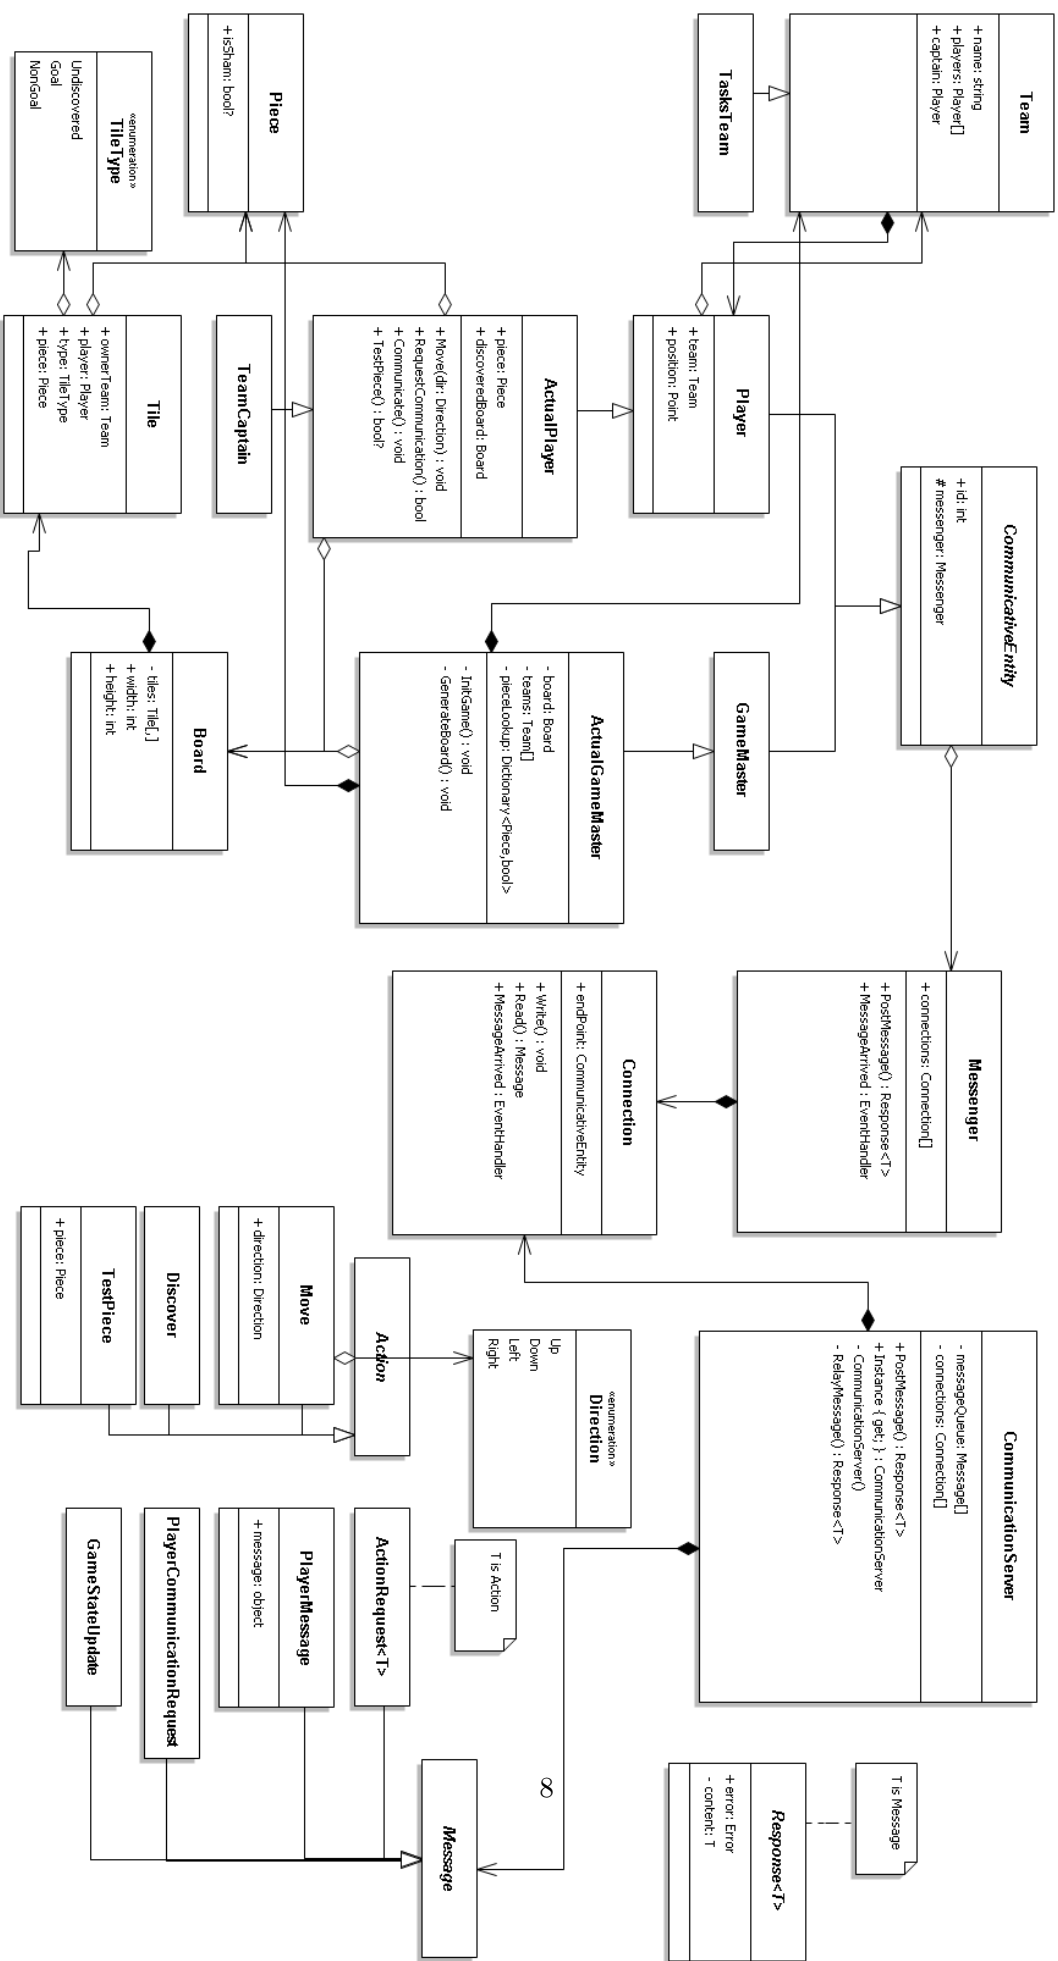 Team
+ name: string
+ players: Player[]
+ captain: Player
TasksTeam
Piece
+ isSham: bool?
«enumeration»
TileType
Undiscovered
Goal
NonGoal
CommunicativeEntity
+ id: int
# messenger: Messenger
Player
+ team: Team
+ position: Point
ActualPlayer
+ piece: Piece
+ discoveredBoard: Board
+ Move(dir: Direction) : void
+ RequestCommunication() : bool
+ Communicate() : void
+ TestPiece() : bool?
TeamCaptain
Tile
+ ownerTeam: Team
+ player: Player
+ type: TileType
+ piece: Piece
GameMaster
ActualGameMaster
- board: Board
- teams: Team[]
- pieceLookup: Dictionary<Piece,bool>
- InitGame() : void
- GenerateBoard() : void
Board
- tiles: Tile[,]
+ width: int
+ height: int
Messenger
+ connections: Connection[]
+ PostMessage() : Response<T>
+ MessageArrived : EventHandler
Connection
+ endPoint: CommunicativeEntity
+ Write() : void
+ Read() : Message
+ MessageArrived : EventHandler
CommunicationServer
- messageQueue: Message[]
- connections: Connection[]
+ PostMessage() : Response<T>
+ Instance { get; } : CommunicationServer
- CommunicationServer()
- RelayMessage() : Response<T>
«enumeration»
Direction
Up
Down
Left
Right
Action
Move
+ direction: Direction
Discover
TestPiece
+ piece: Piece
T is Action
ActionRequest<T>
PlayerMessage
+ message: object
PlayerCommunicationRequest
GameStateUpdate
T is Message
Response<T>
+ error: Error
- content: T
∞
Message